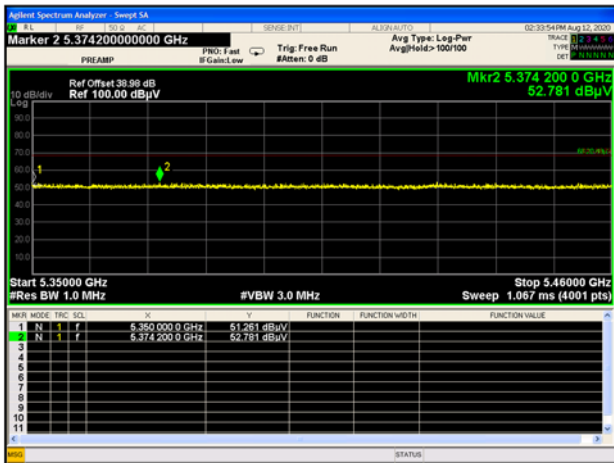 Agilent Spectrum Analyzer - Swept SA
RL RF 50 Ω AC SENSE:INT ALIGN AUTO 02:33:54 PM Aug 12, 2020
Marker 2 5.374200000000 GHz
PREAMP
PNO: Fast
IFGain:Low
Trig: Free Run
#Atten: 0 dB
Avg Type: Log-Pwr
Avg|Hold:>100/100
TRACE 1 2 3 4 5 6
TYPE M
DET P N N N N N
Mkr2 5.374 200 0 GHz
52.781 dBµV
Ref Offset 38.98 dB
10 dB/div Ref 100.00 dBµV
Log
90.0
80.0
70.0
60.0
50.0
40.0
30.0
20.0
10.0
1
2
Start 5.35000 GHz Stop 5.46000 GHz
#Res BW 1.0 MHz #VBW 3.0 MHz Sweep 1.067 ms (4001 pts)
MKR MODE TRC SCL X Y FUNCTION FUNCTION WIDTH FUNCTION VALUE
1 N 1 f 5.350 000 0 GHz 51.261 dBµV
2 N 1 f 5.374 200 0 GHz 52.781 dBµV
3
4
5
6
7
8
9
10
11
MSG STATUS